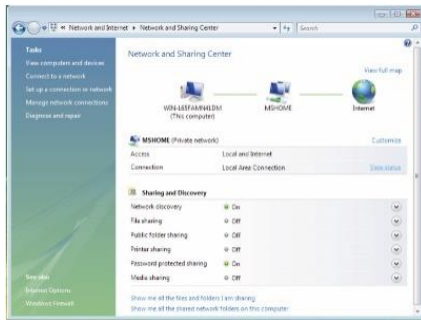 « Network and Internet ▸ Network and Sharing Center
Search
Tasks
View computers and devices
Connect to a network
Set up a connection or network
Manage network connections
Diagnose and repair
See also
Internet Options
Windows Firewall
Network and Sharing Center
View full map
(This computer)
MSHOME
Internet
MSHOME (Private network)
Customize
Access Local and Internet
Connection Local Area Connection View status
Sharing and Discovery
Network discovery On
File sharing Off
Public folder sharing Off
Printer sharing Off
Password protected sharing On
Media sharing Off
Show me all the files and folders I am sharing
Show me all the shared network folders on this computer